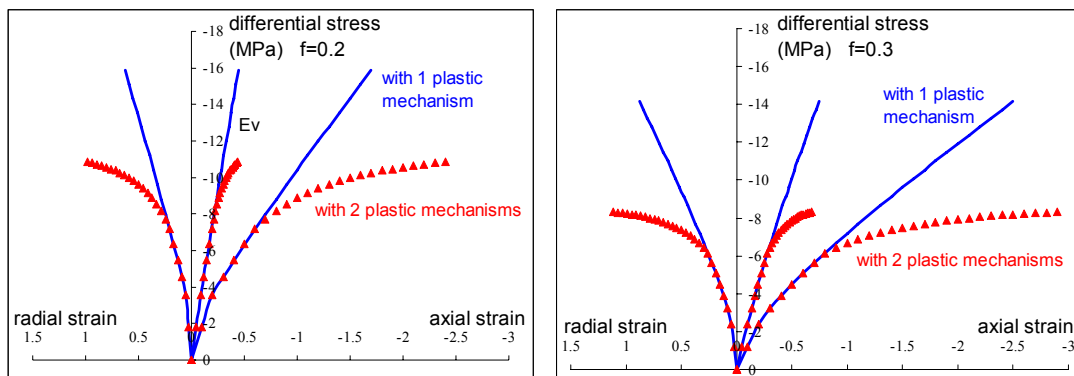 differential stress
(MPa) f=0.2
-18
-16
-14
-12
-10
-8
-6
-4
-2
0
with 1 plastic
mechanism
Ev
with 2 plastic mechanisms
radial strain
axial strain
1.5 1 0.5 0 -0.5 -1 -1.5 -2 -2.5 -3
differential stress
(MPa) f=0.3
-18
-16
-14
-12
-10
-8
-6
-4
-2
0
with 1 plastic
mechanism
with 2 plastic mechanisms
radial strain
axial strain
1.5 1 0.5 0 -0.5 -1 -1.5 -2 -2.5 -3